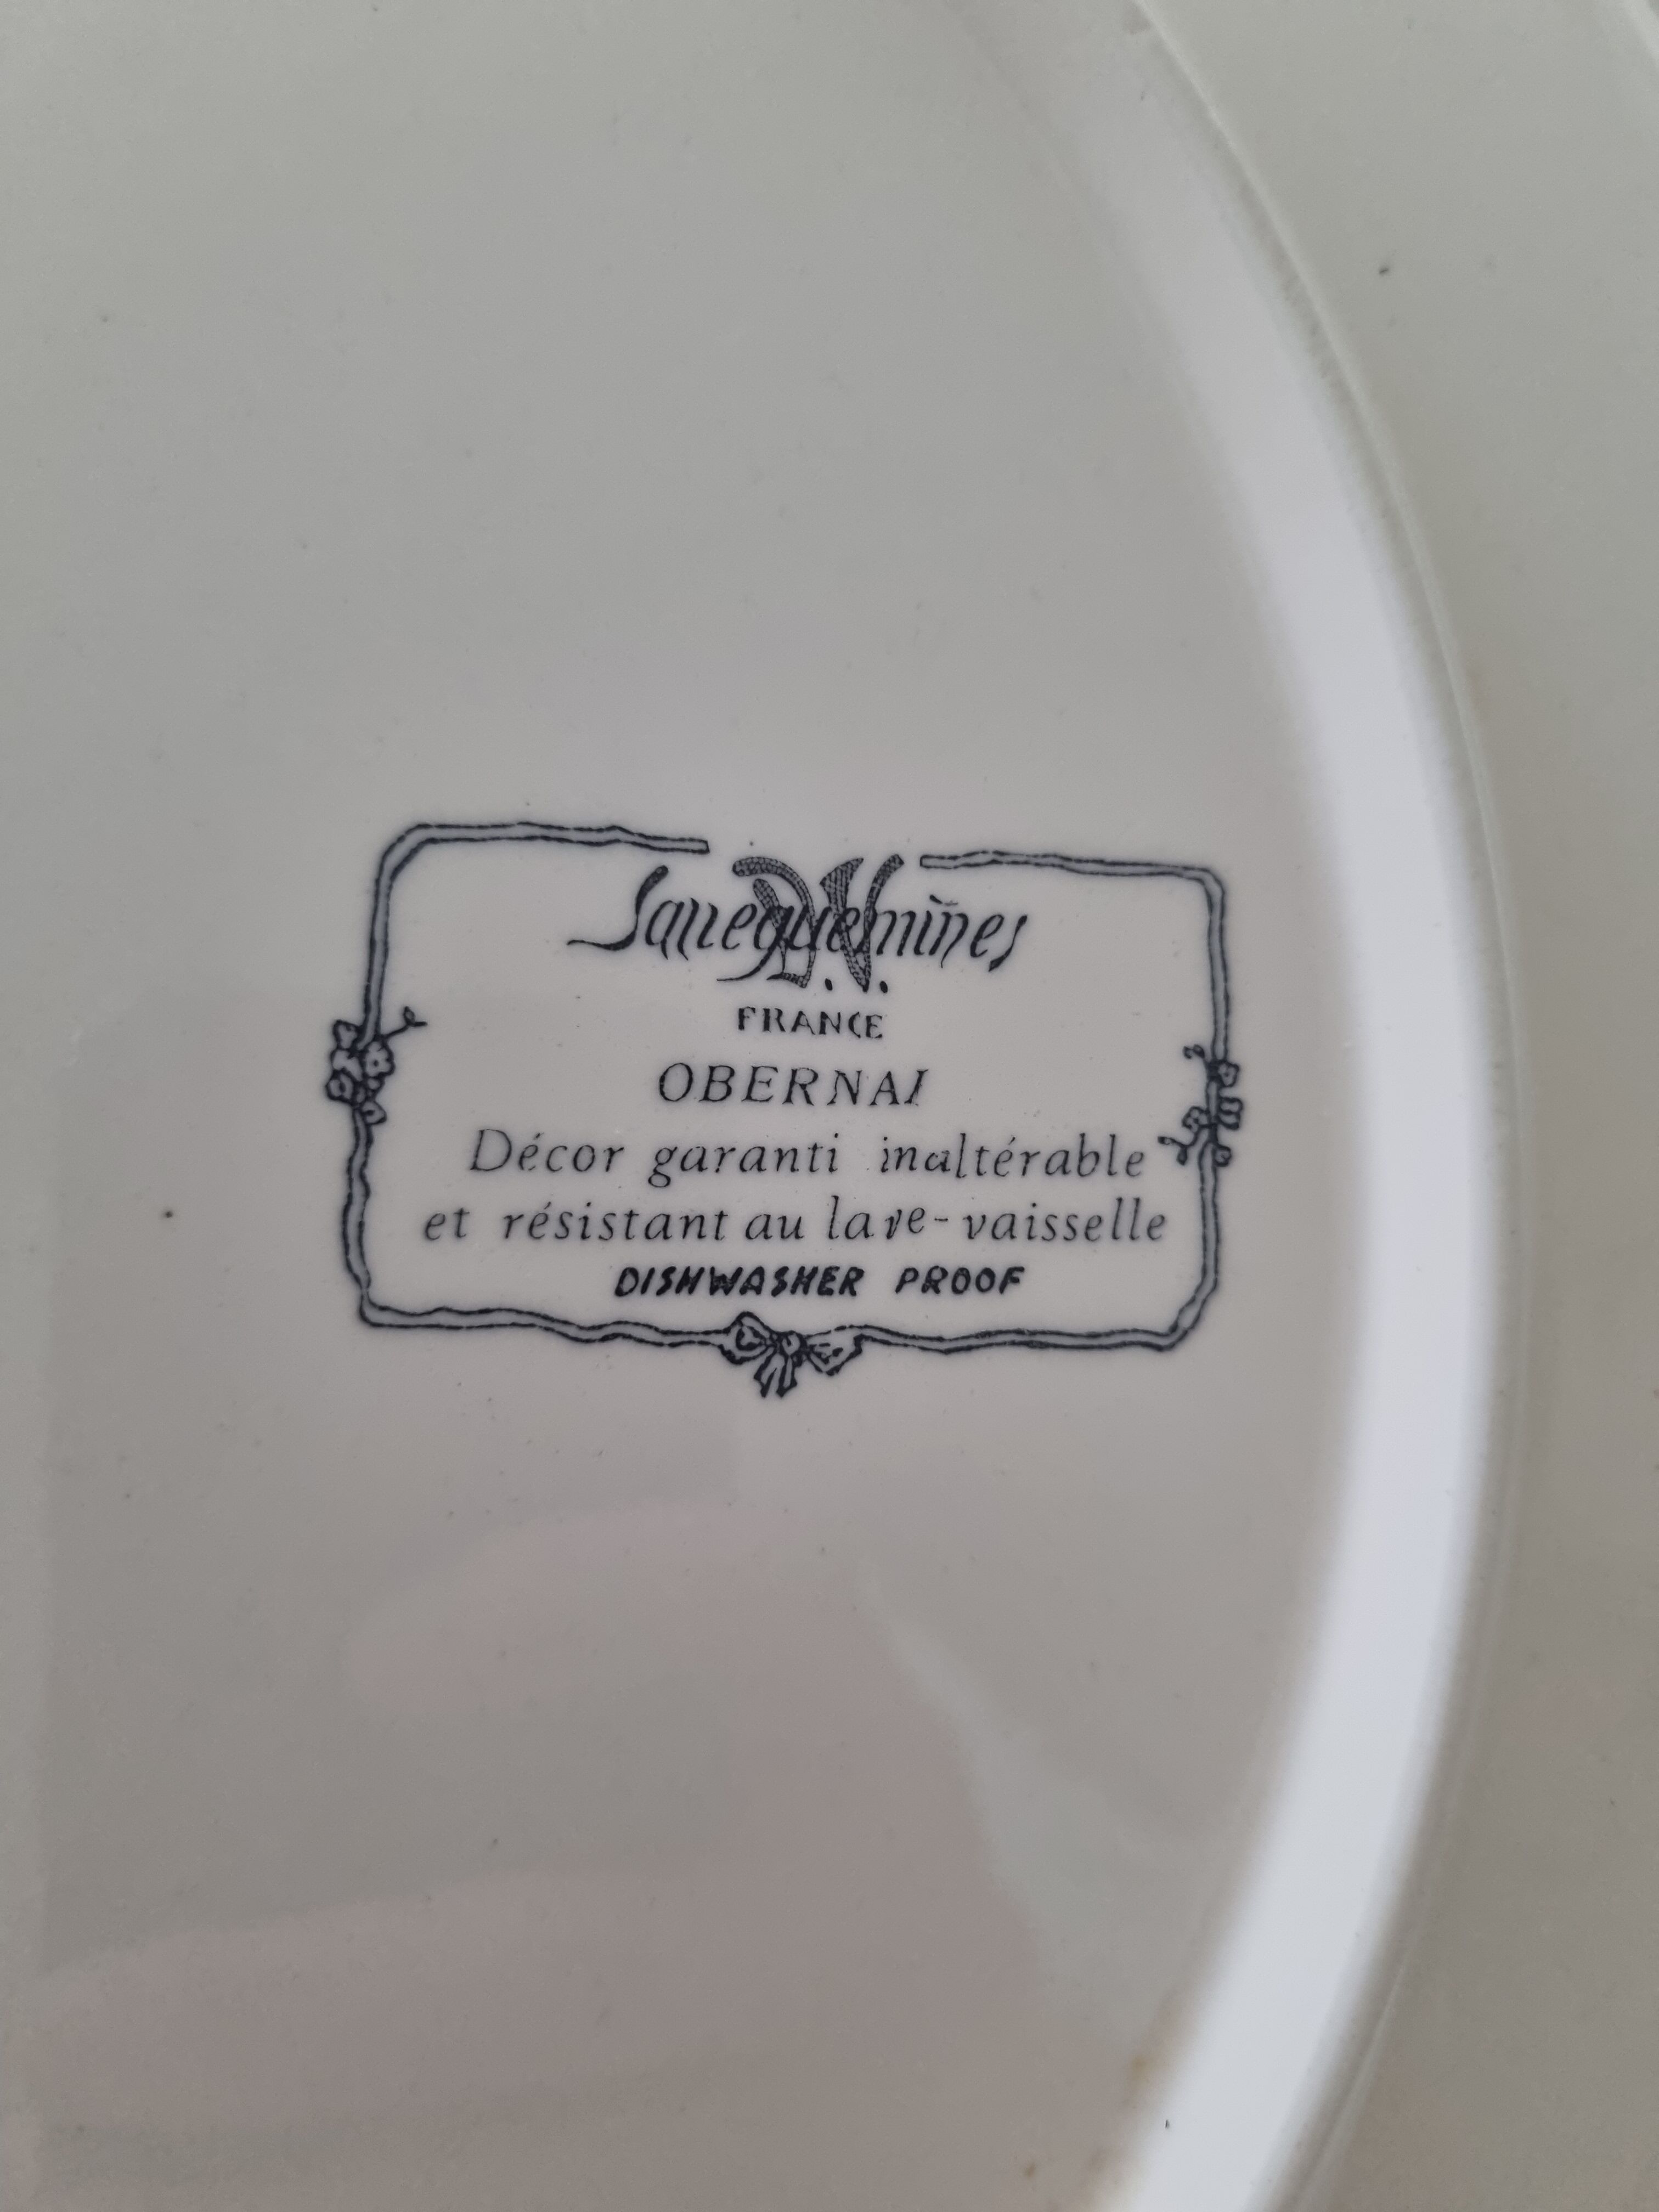 D.V.
Sarreguemines
FRANCE
OBERNAI
Décor garanti inaltérable
et résistant au lave-vaisselle
DISHWASHER PROOF